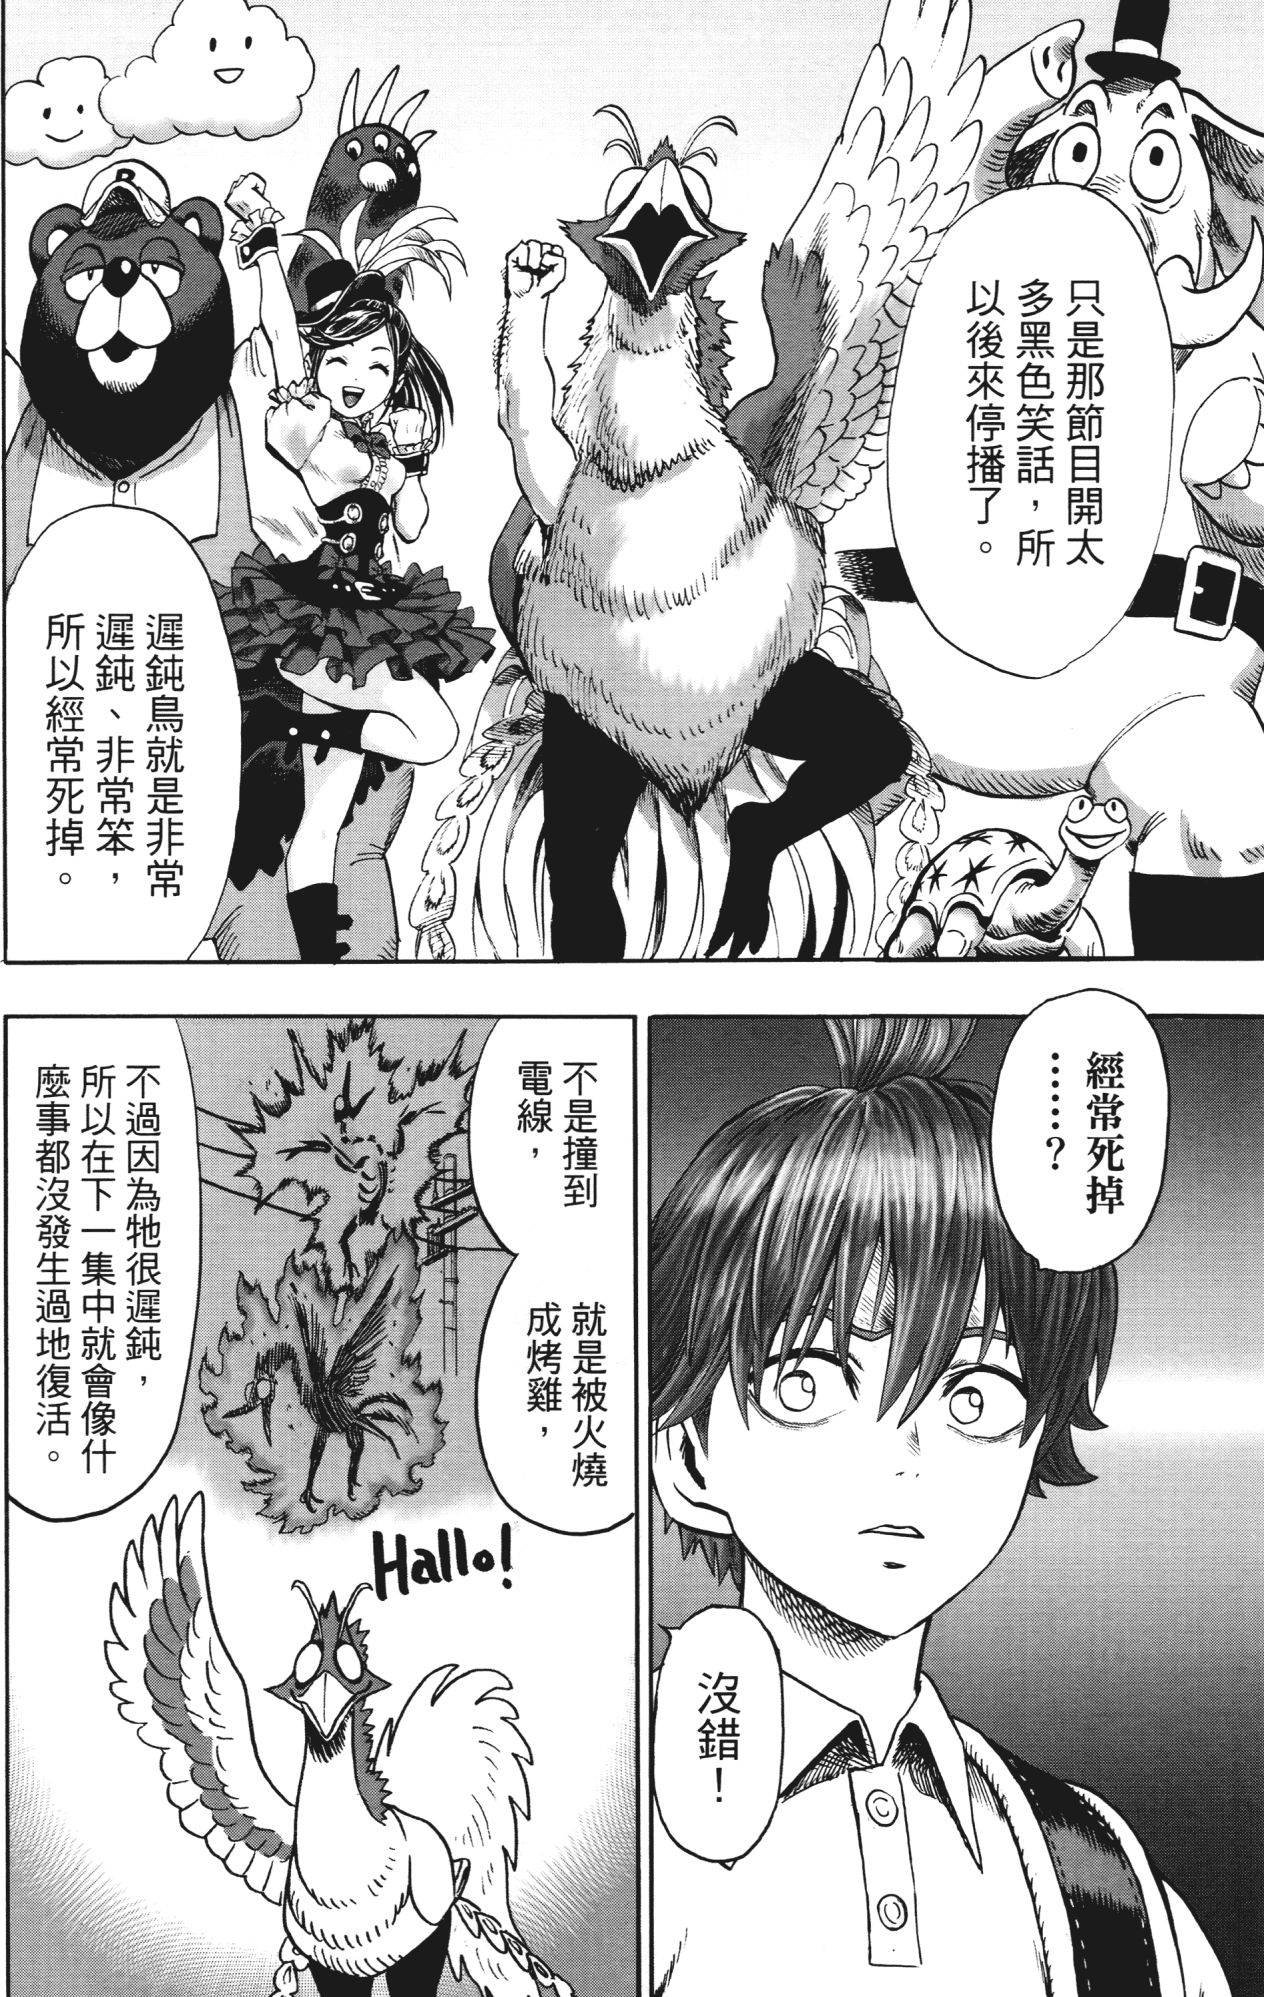 只是那節目開太
多黑色笑話，所
以後來停播了。
遲鈍鳥就是非常
遲鈍、非常笨，
所以經常死掉。
經常死掉
……？
沒錯！
不是撞到
電線，
就是被火燒
成烤雞，
不過因為牠很遲鈍，
所以在下一集中就會像什
麼事都沒發生過地復活。
Hallo!
B